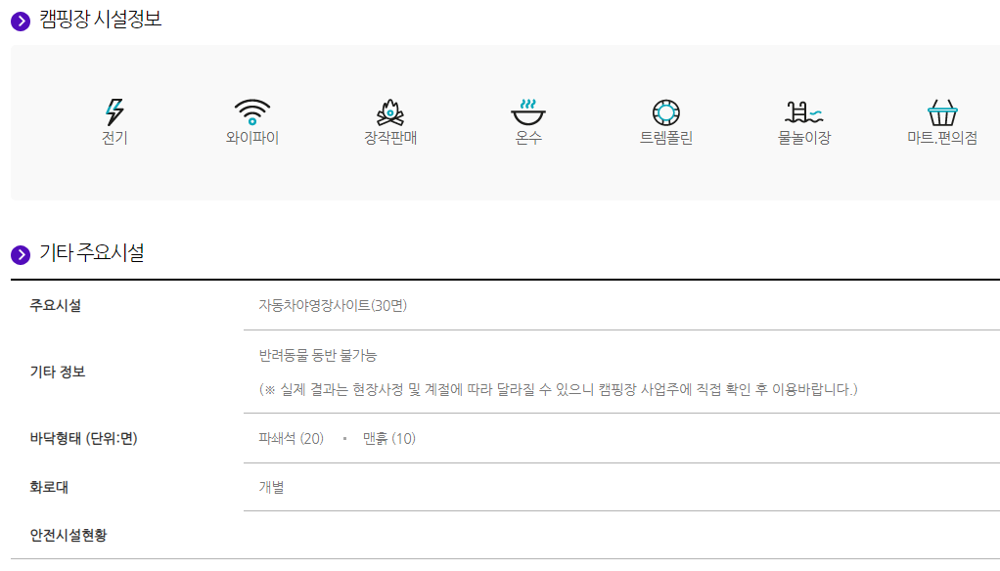 캠핑장 시설정보
전기
와이파이
장작판매
온수
트렘폴린
물놀이장
마트.편의점
기타 주요시설
주요시설 자동차야영장사이트(30면)
기타 정보 반려동물 동반 불가능
(※ 실제 결과는 현장사정 및 계절에 따라 달라질 수 있으니 캠핑장 사업주에 직접 확인 후 이용바랍니다.)
바닥형태 (단위:면) 파쇄석 (20) • 맨흙 (10)
화로대 개별
안전시설현황